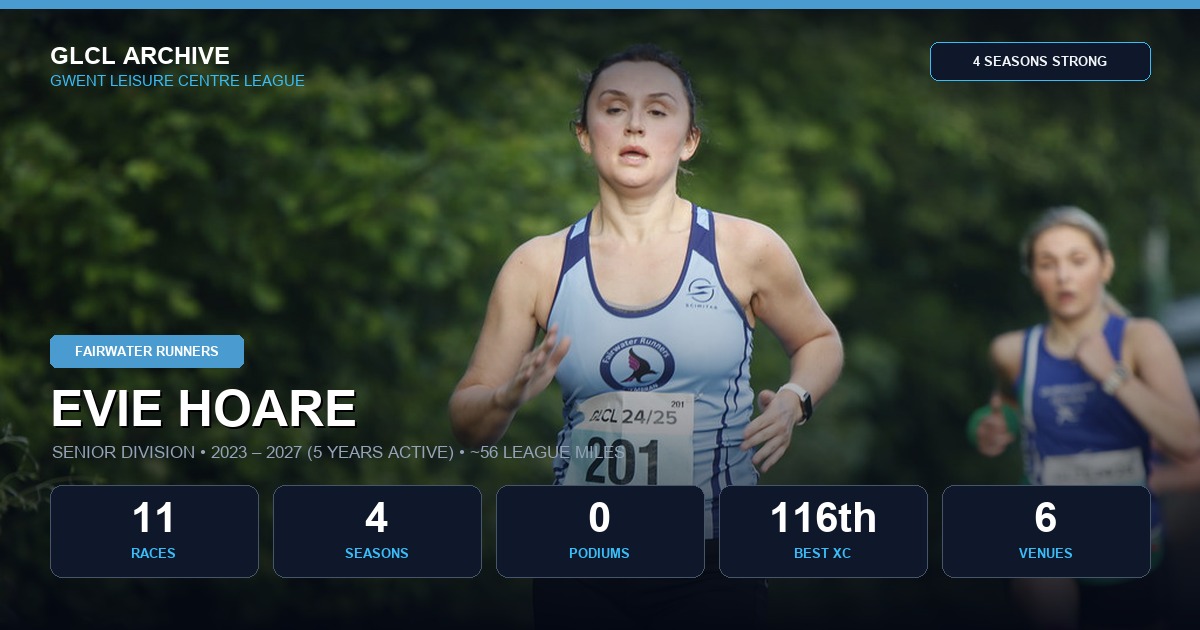 GLCL ARCHIVE
GWENT LEISURE CENTRE LEAGUE
4 SEASONS STRONG
SCIMITAR
Fairwater Runners
201
GLCL 24/25
201
FAIRWATER RUNNERS
EVIE HOARE
SENIOR DIVISION • 2023 – 2027 (5 YEARS ACTIVE) • ~56 LEAGUE MILES
11
RACES
4
SEASONS
0
PODIUMS
116th
BEST XC
6
VENUES